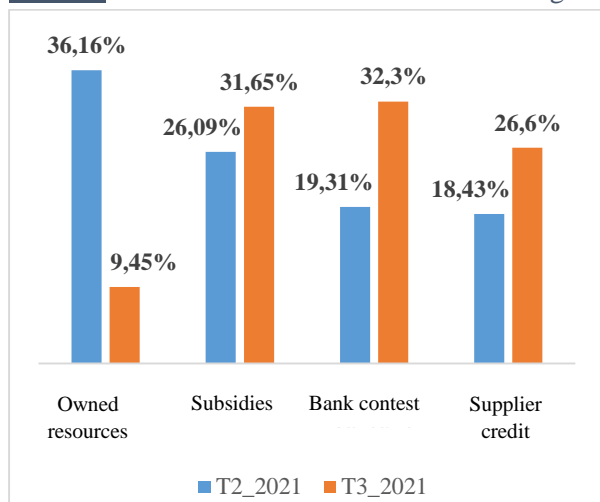 36,16%
31,65%
32,3%
26,09%
26,6%
19,31%
18,43%
9,45%
Owned resources
Subsidies
Bank contest
Supplier credit
T2_2021
T3_2021